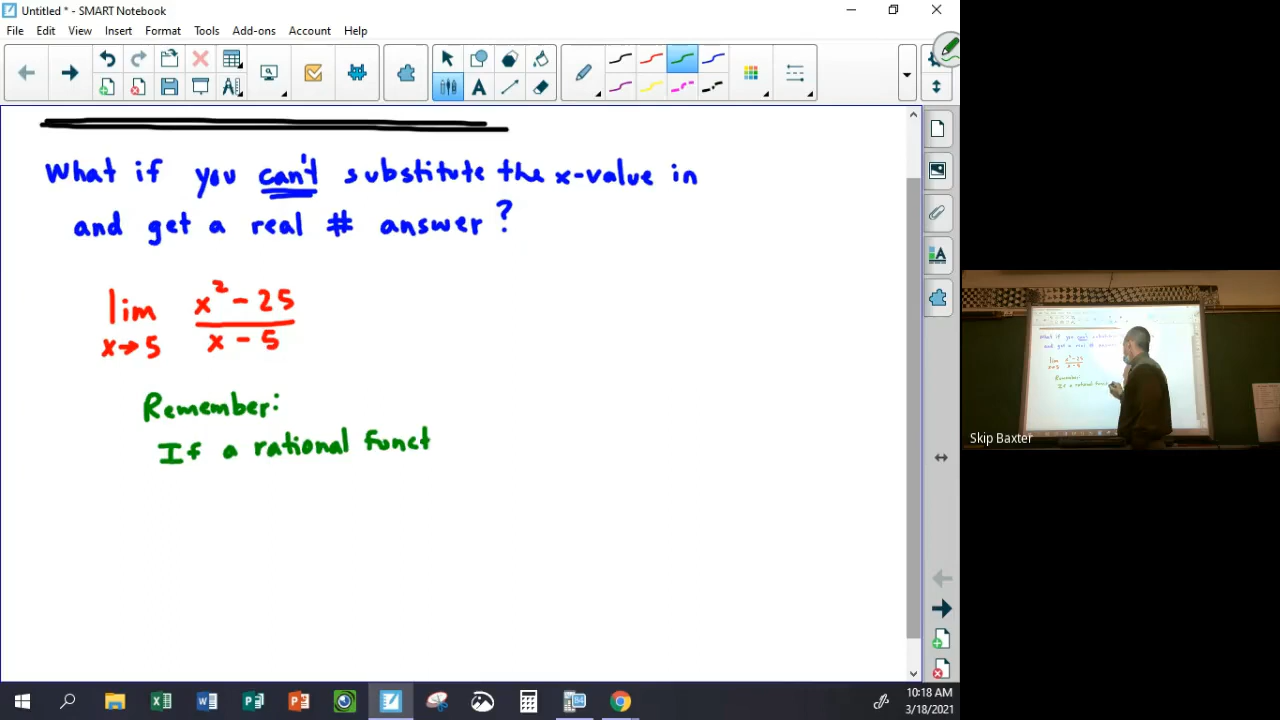 Untitled * - SMART Notebook
File Edit View Insert Format Tools Add-ons Account Help
What if you can't substitute the x-value in
and get a real # answer?
lim x² - 25
x→5 x - 5
Remember:
If a rational funct
Skip Baxter
10:18 AM
3/18/2021